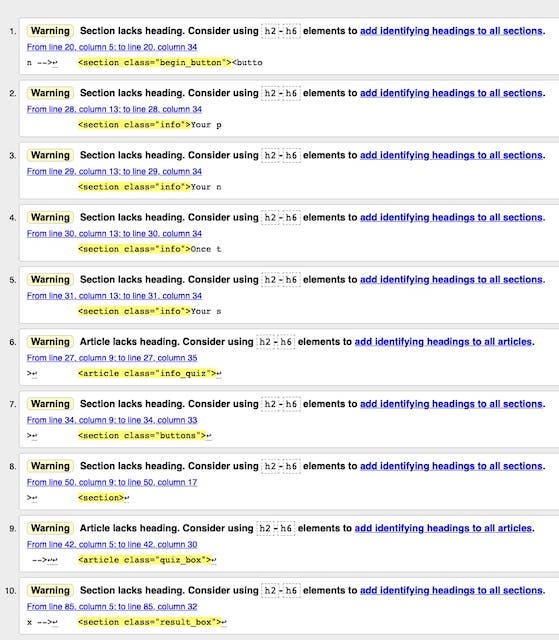 1. Warning Section lacks heading. Consider using h2-h6 elements to add identifying headings to all sections.
From line 20, column 5; to line 20, column 34
n -->↩ <section class="begin_button"><butto
2. Warning Section lacks heading. Consider using h2-h6 elements to add identifying headings to all sections.
From line 28, column 13; to line 28, column 34
<section class="info">Your p
3. Warning Section lacks heading. Consider using h2-h6 elements to add identifying headings to all sections.
From line 29, column 13; to line 29, column 34
<section class="info">Your n
4. Warning Section lacks heading. Consider using h2-h6 elements to add identifying headings to all sections.
From line 30, column 13; to line 30, column 34
<section class="info">Once t
5. Warning Section lacks heading. Consider using h2-h6 elements to add identifying headings to all sections.
From line 31, column 13; to line 31, column 34
<section class="info">Your s
6. Warning Article lacks heading. Consider using h2-h6 elements to add identifying headings to all articles.
From line 27, column 9; to line 27, column 35
>↩ <article class="info_quiz">↩
7. Warning Section lacks heading. Consider using h2-h6 elements to add identifying headings to all sections.
From line 34, column 9; to line 34, column 33
>↩ <section class="buttons">↩
8. Warning Section lacks heading. Consider using h2-h6 elements to add identifying headings to all sections.
From line 50, column 9; to line 50, column 17
>↩ <section>↩
9. Warning Article lacks heading. Consider using h2-h6 elements to add identifying headings to all articles.
From line 42, column 5; to line 42, column 30
-->↩↩ <article class="quiz_box">↩
10. Warning Section lacks heading. Consider using h2-h6 elements to add identifying headings to all sections.
From line 85, column 5; to line 85, column 32
x -->↩ <section class="result_box">↩